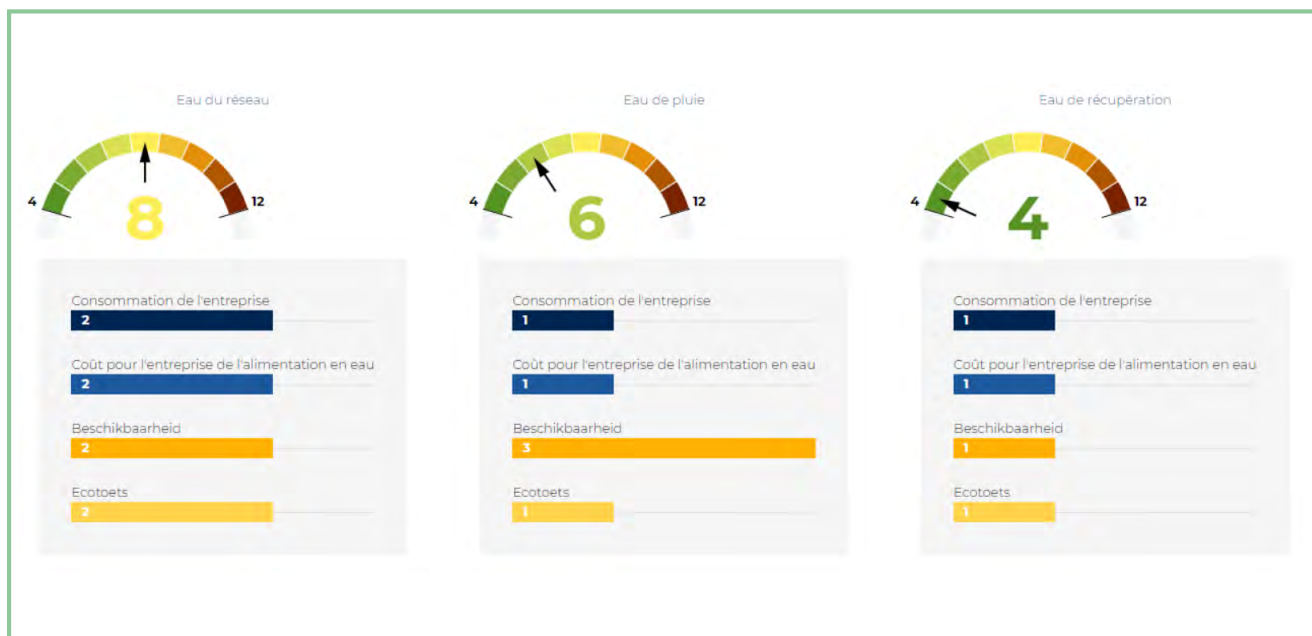 Eau du réseau
4
12
8
Consommation de l'entreprise
2
Coût pour l'entreprise de l'alimentation en eau
2
Beschikbaarheid
2
Ecotoets
2
Eau de pluie
4
12
6
Consommation de l'entreprise
1
Coût pour l'entreprise de l'alimentation en eau
1
Beschikbaarheid
3
Ecotoets
1
Eau de récupération
4
12
4
Consommation de l'entreprise
1
Coût pour l'entreprise de l'alimentation en eau
1
Beschikbaarheid
1
Ecotoets
1